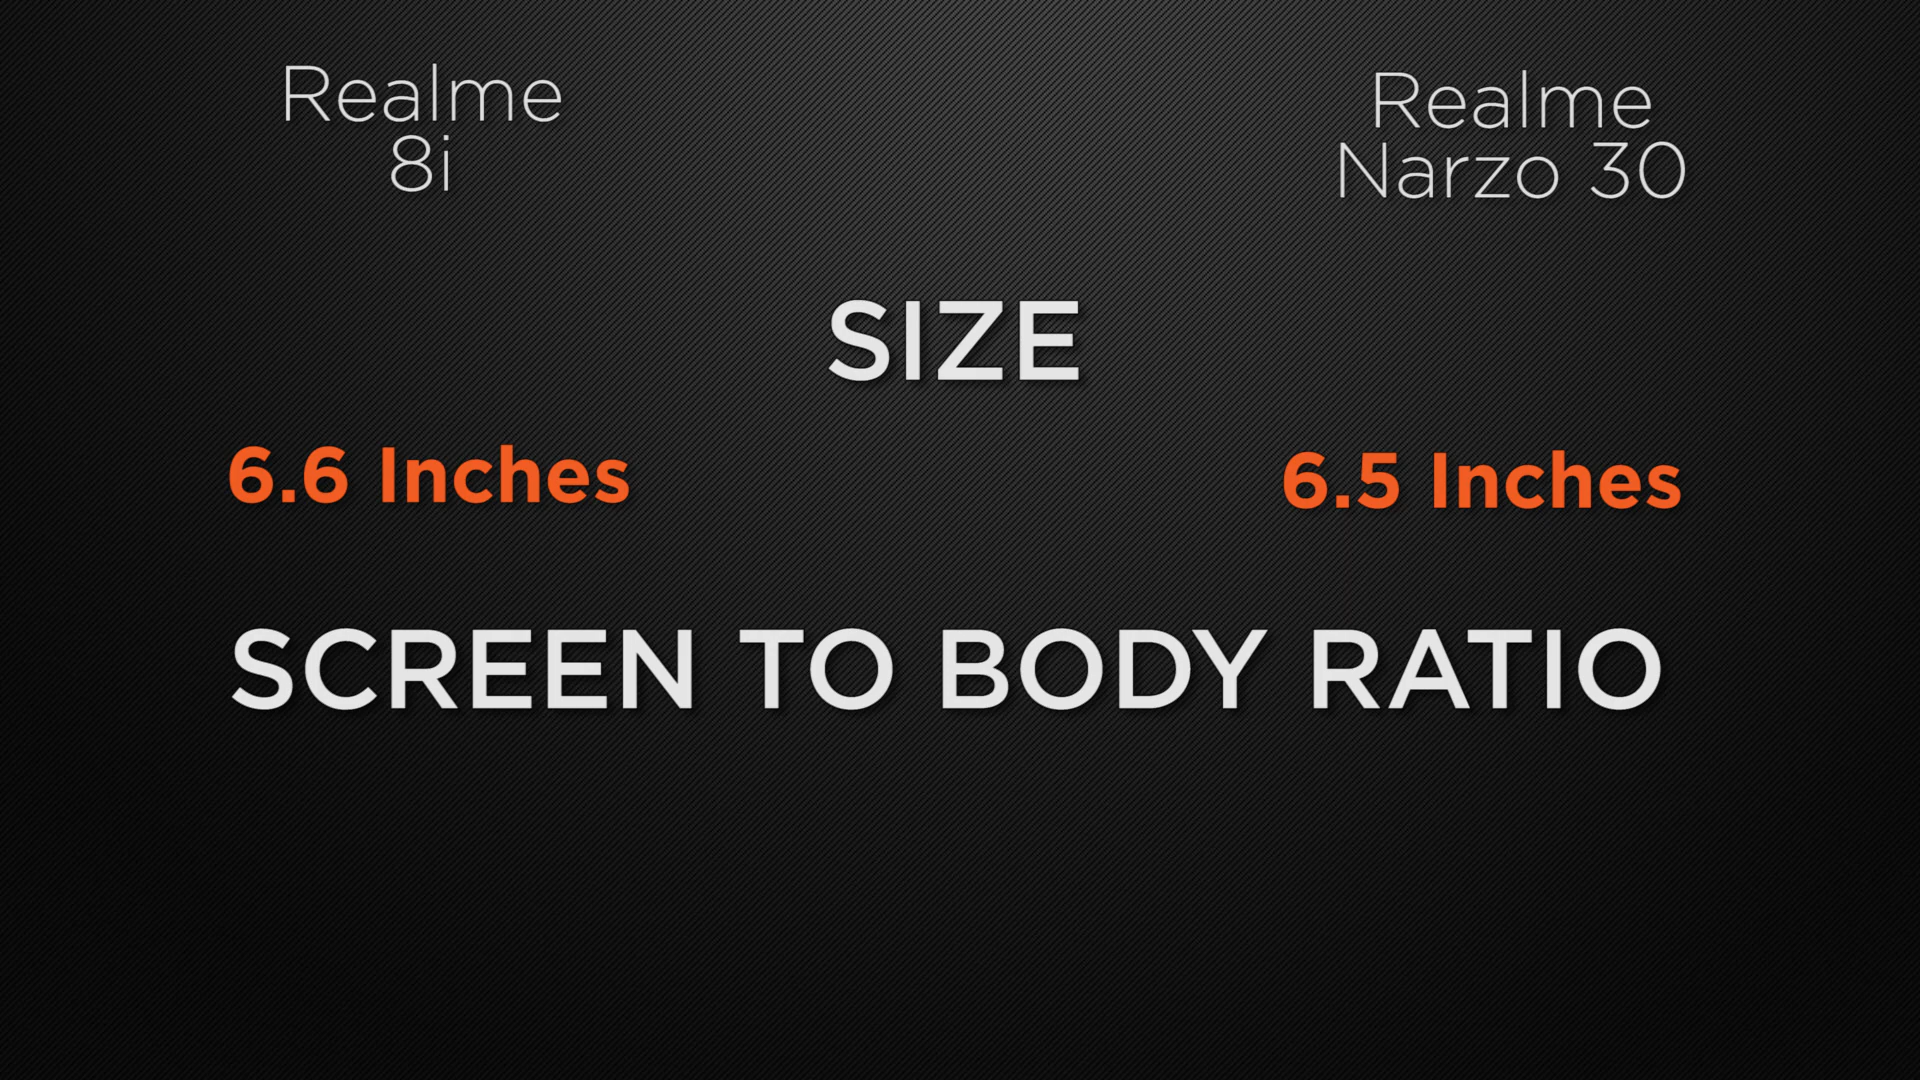 Realme
8i
Realme
Narzo 30
SIZE
6.6 Inches
6.5 Inches
SCREEN TO BODY RATIO